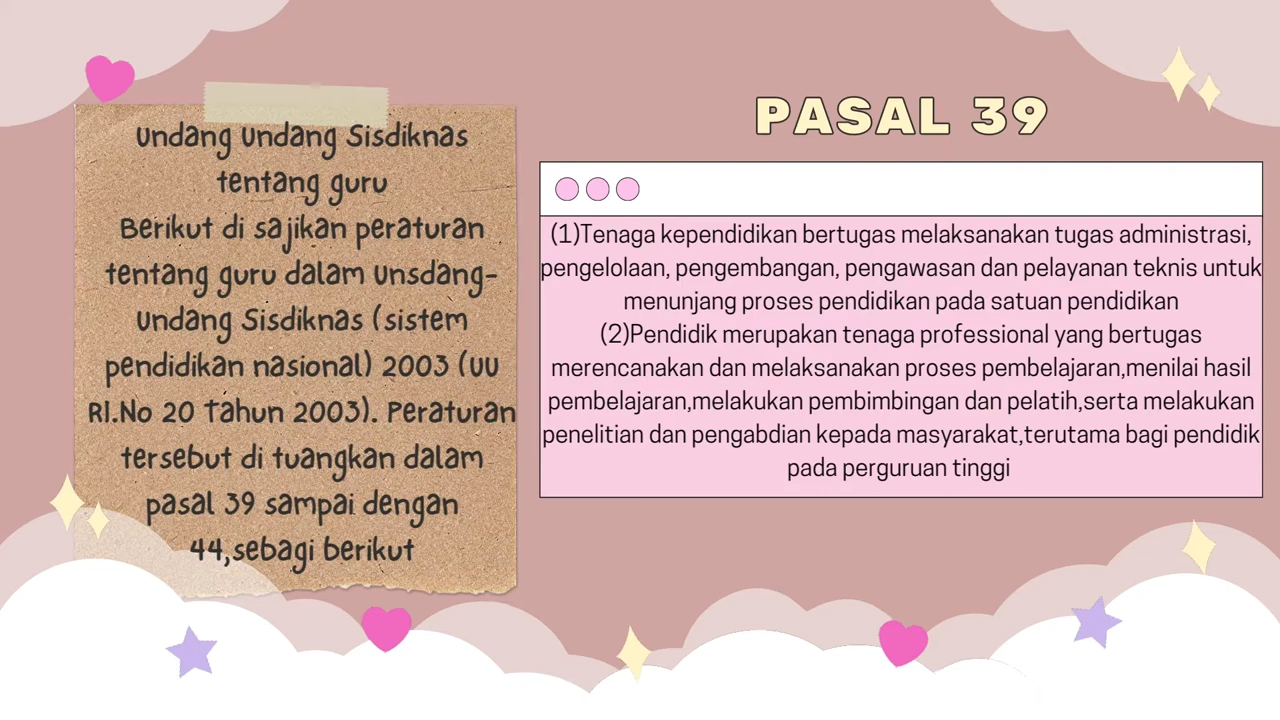 undang undang Sisdiknas
tentang guru
Berikut di sajikan peraturan
tentang guru dalam unsdang-
undang Sisdiknas (sistem
pendidikan nasional) 2003 (UU
RI.No 20 Tahun 2003). Peraturan
tersebut di tuangkan dalam
pasal 39 sampai dengan
44,sebagi berikut
PASAL 39
(1)Tenaga kependidikan bertugas melaksanakan tugas administrasi,
pengelolaan, pengembangan, pengawasan dan pelayanan teknis untuk
menunjang proses pendidikan pada satuan pendidikan
(2)Pendidik merupakan tenaga professional yang bertugas
merencanakan dan melaksanakan proses pembelajaran,menilai hasil
pembelajaran,melakukan pembimbingan dan pelatih,serta melakukan
penelitian dan pengabdian kepada masyarakat,terutama bagi pendidik
pada perguruan tinggi